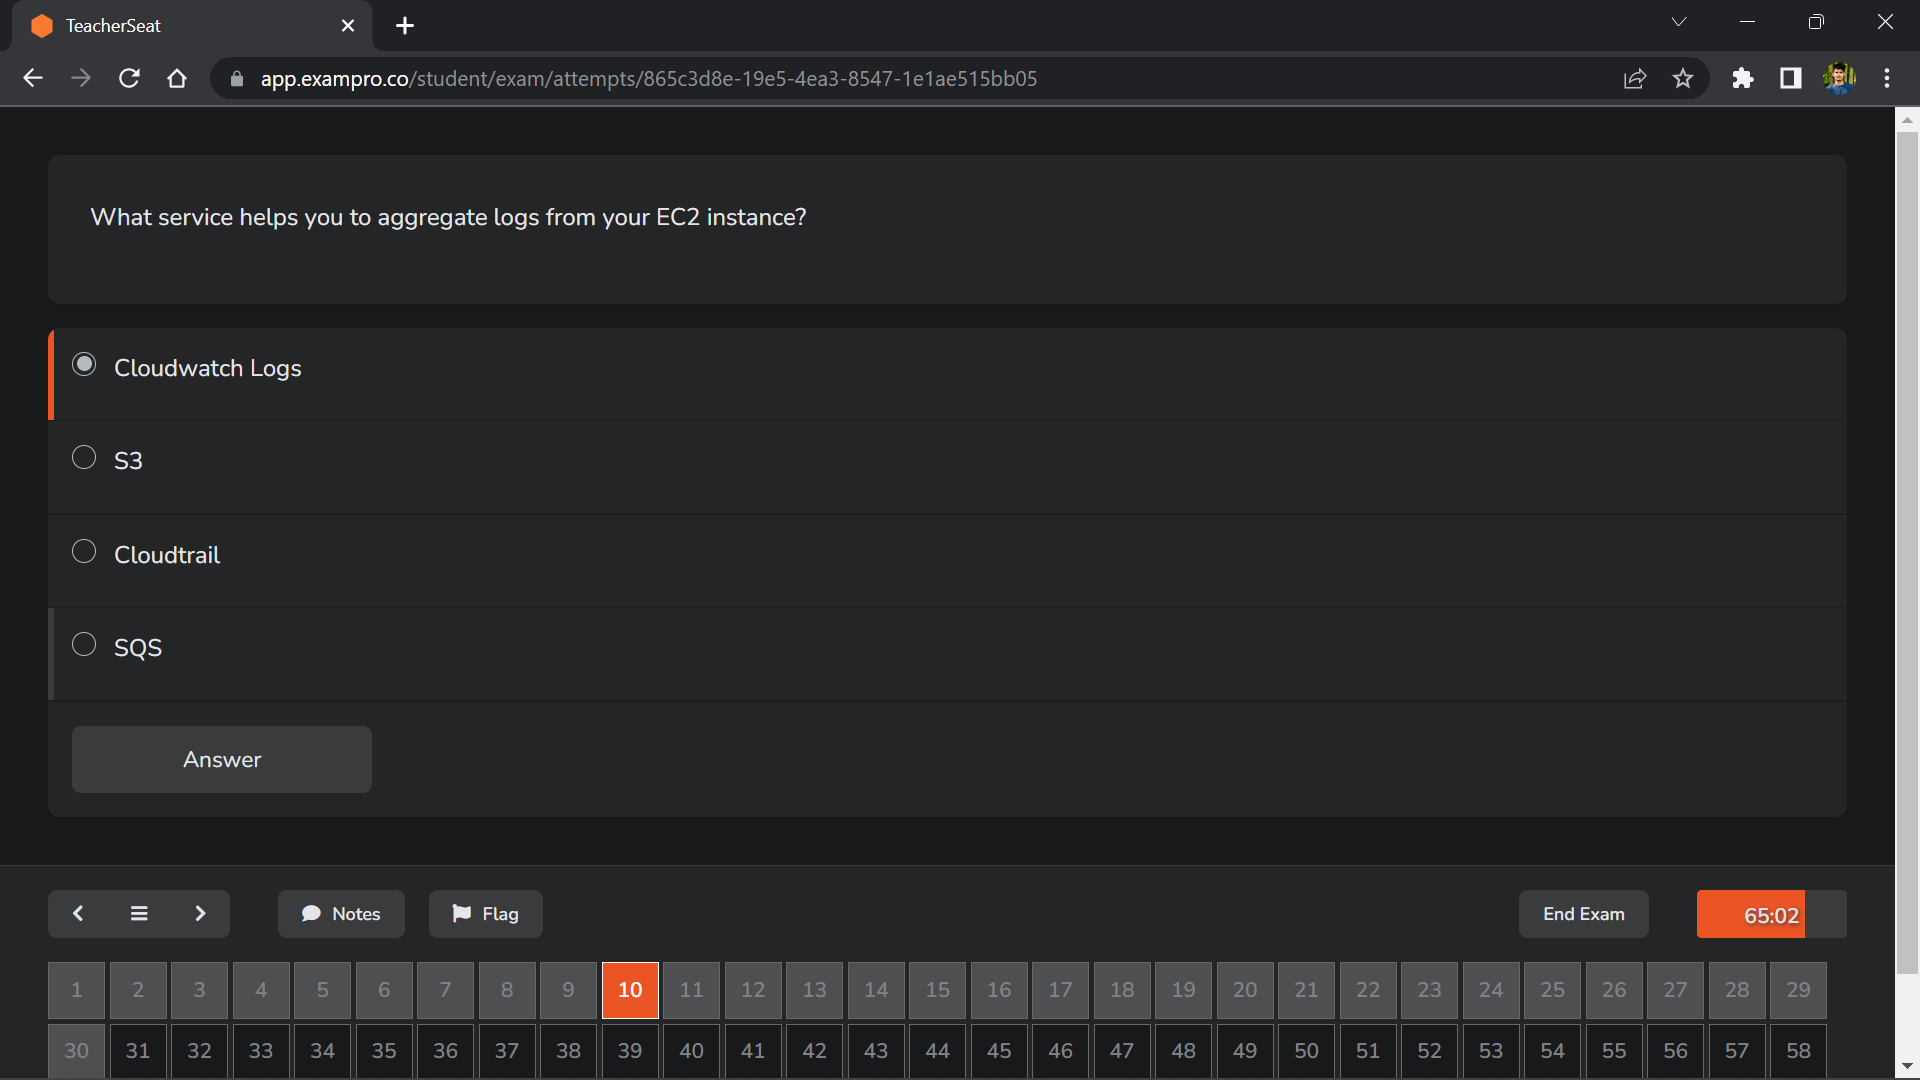 TeacherSeat
app.exampro.co/student/exam/attempts/865c3d8e-19e5-4ea3-8547-1e1ae515bb05
What service helps you to aggregate logs from your EC2 instance?
Cloudwatch Logs
S3
Cloudtrail
SQS
Answer
Notes Flag End Exam 65:02
1 2 3 4 5 6 7 8 9 10 11 12 13 14 15 16 17 18 19 20 21 22 23 24 25 26 27 28 29
30 31 32 33 34 35 36 37 38 39 40 41 42 43 44 45 46 47 48 49 50 51 52 53 54 55 56 57 58